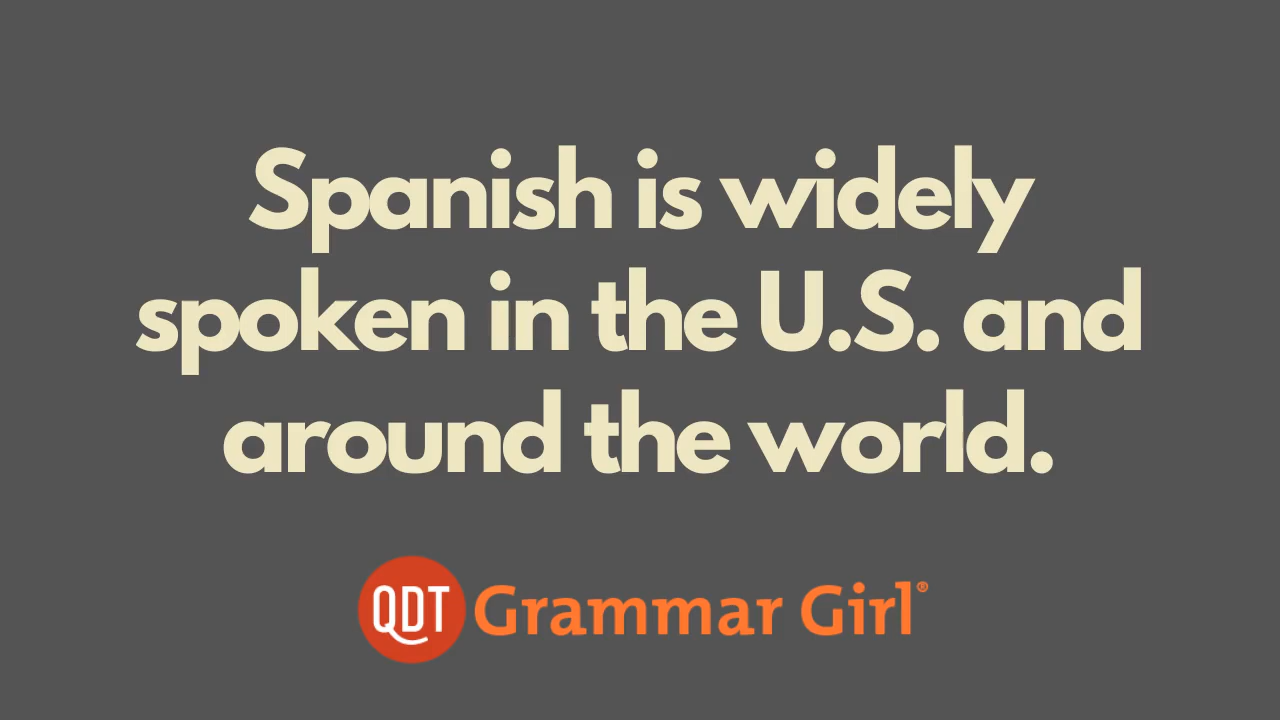 Spanish is widely
spoken in the U.S. and
around the world.
QDT Grammar Girl®